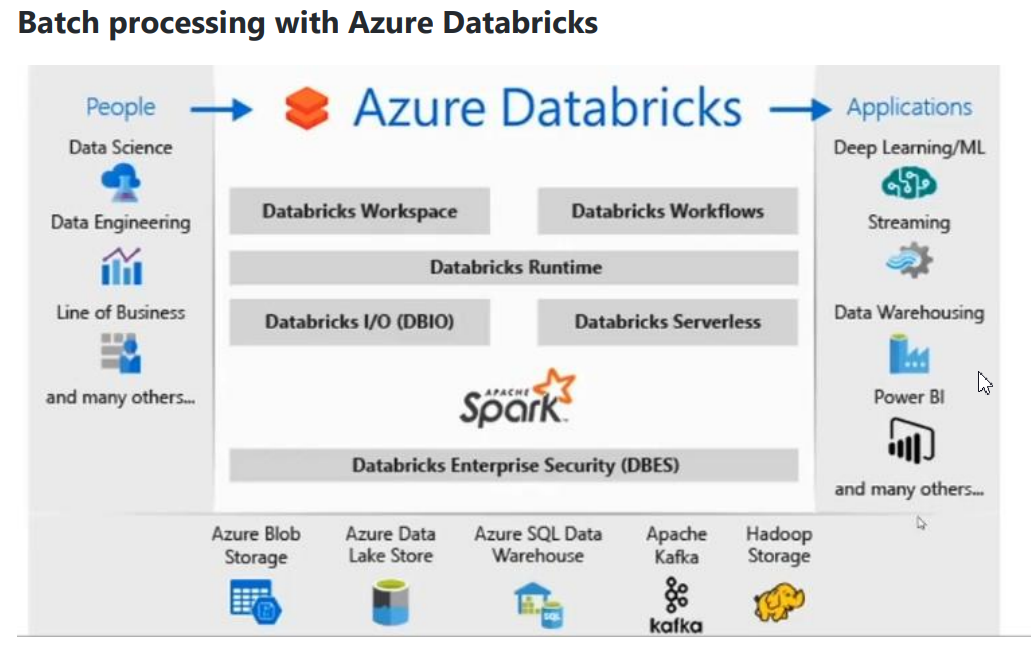 Batch processing with Azure Databricks
People
Azure Databricks
Applications
Data Science
Data Engineering
Line of Business
and many others...
Databricks Workspace
Databricks Workflows
Databricks Runtime
Databricks I/O (DBIO)
Databricks Serverless
APACHE
Spark
Databricks Enterprise Security (DBES)
Deep Learning/ML
Streaming
Data Warehousing
Power BI
and many others...
Azure Blob
Storage
Azure Data
Lake Store
Azure SQL Data
Warehouse
SQL
Apache
Kafka
kafka
Hadoop
Storage